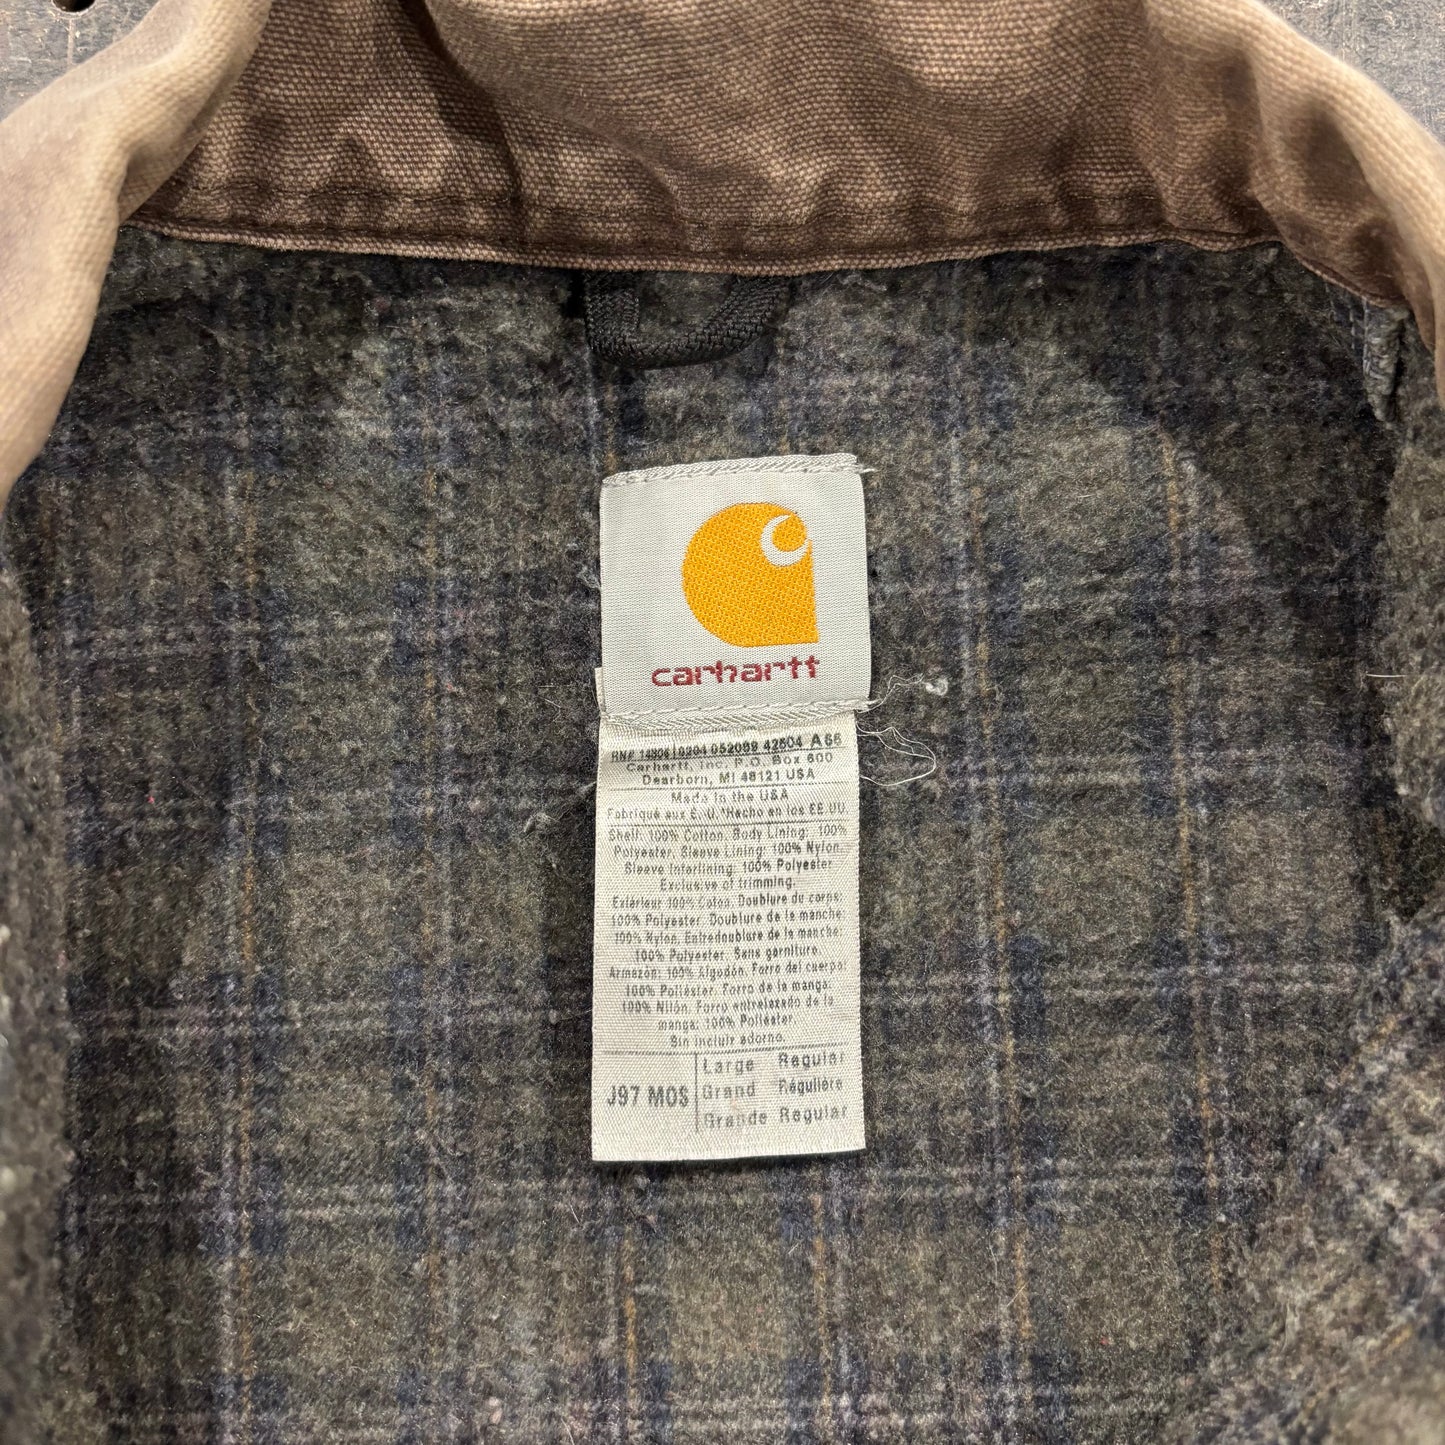 carhartt
RN# 14806 0204 052089 42504 A66
Carhartt, Inc. P.O. Box 600
Dearborn, MI 48121 USA
Made in the USA
Fabriqué aux E.-U. *Hecho en los EE.UU.
Shell: 100% Cotton. Body Lining: 100%
Polyester. Sleeve Lining: 100% Nylon.
Sleeve Interlining: 100% Polyester
Exclusive of trimming.
Extérieur 100% Coton. Doublure du corps:
100% Polyester. Doublure de la manche:
100% Nylon. Entredoublure de la manche:
100% Polyester. Sans garniture.
Armazón: 100% Algodón. Forro del cuerpo:
100% Poliéster. Forro de la manga:
100% Nilón. Forro entrelazado de la
manga: 100% Poliéster.
Sin incluir adorno.
J97 MOS
Large Regular
Grand Régulière
Grande Regular